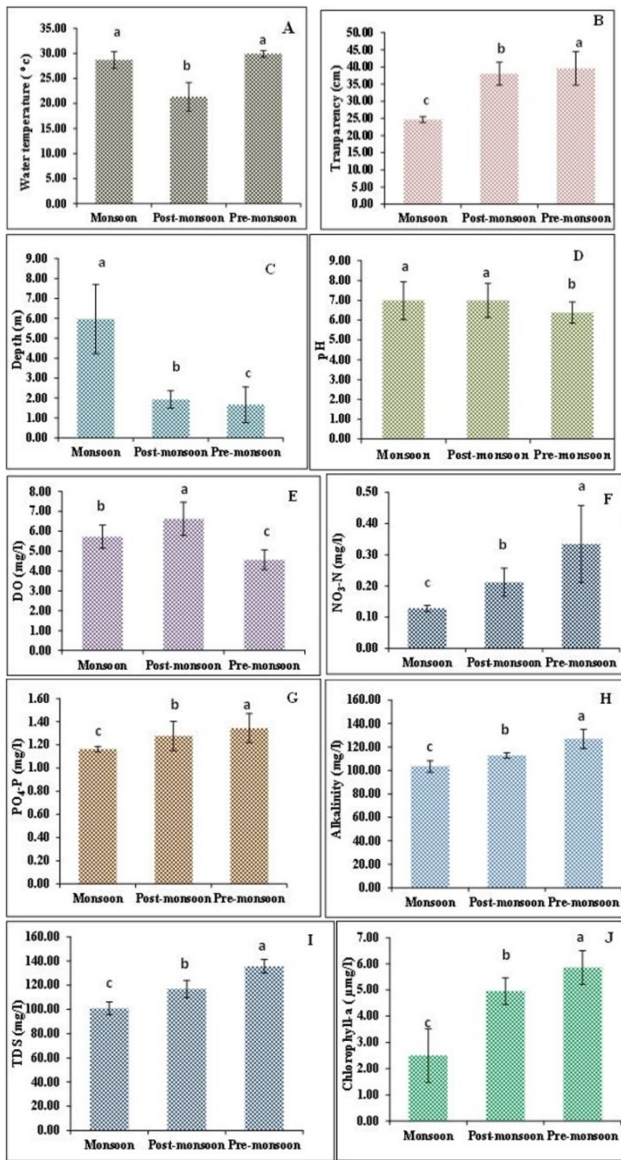 A
a
b
a
Water temperature ( °c)
35.00
30.00
25.00
20.00
15.00
10.00
5.00
0.00
Monsoon Post-monsoon Pre-monsoon
B
c
b
a
Tranparency (cm)
50.00
45.00
40.00
35.00
30.00
25.00
20.00
15.00
10.00
5.00
0.00
Monsoon Post-monsoon Pre-monsoon
C
a
b
c
Depth (m)
9.00
8.00
7.00
6.00
5.00
4.00
3.00
2.00
1.00
0.00
Monsoon Post-monsoon Pre-monsoon
D
a
a
b
pH
9.00
8.00
7.00
6.00
5.00
4.00
3.00
2.00
1.00
0.00
Monsoon Post-monsoon Pre-monsoon
E
b
a
c
DO (mg/l)
8.00
7.00
6.00
5.00
4.00
3.00
2.00
1.00
0.00
Monsoon Post-monsoon Pre-monsoon
F
c
b
a
NO3-N (mg/l)
0.50
0.40
0.30
0.20
0.10
0.00
Monsoon Post-monsoon Pre-monsoon
G
c
b
a
PO4-P (mg/l)
1.60
1.40
1.20
1.00
0.80
0.60
0.40
0.20
0.00
Monsoon Post-monsoon Pre-monsoon
H
c
b
a
Alkalinity (mg/l)
160.00
140.00
120.00
100.00
80.00
60.00
40.00
20.00
0.00
Monsoon Post-monsoon Pre-monsoon
I
c
b
a
TDS (mg/l)
160.00
140.00
120.00
100.00
80.00
60.00
40.00
20.00
0.00
Monsoon Post-monsoon Pre-monsoon
J
c
b
a
Chlorophyll-a ( µmg/l)
7.00
6.00
5.00
4.00
3.00
2.00
1.00
0.00
Monsoon Post-monsoon Pre-monsoon